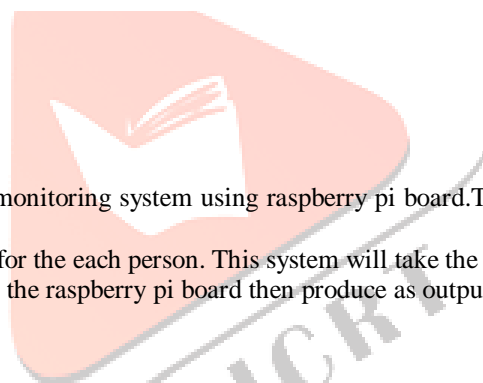 monitoring system using raspberry pi board.T
for the each person. This system will take the
the raspberry pi board then produce as outpu
ICRT